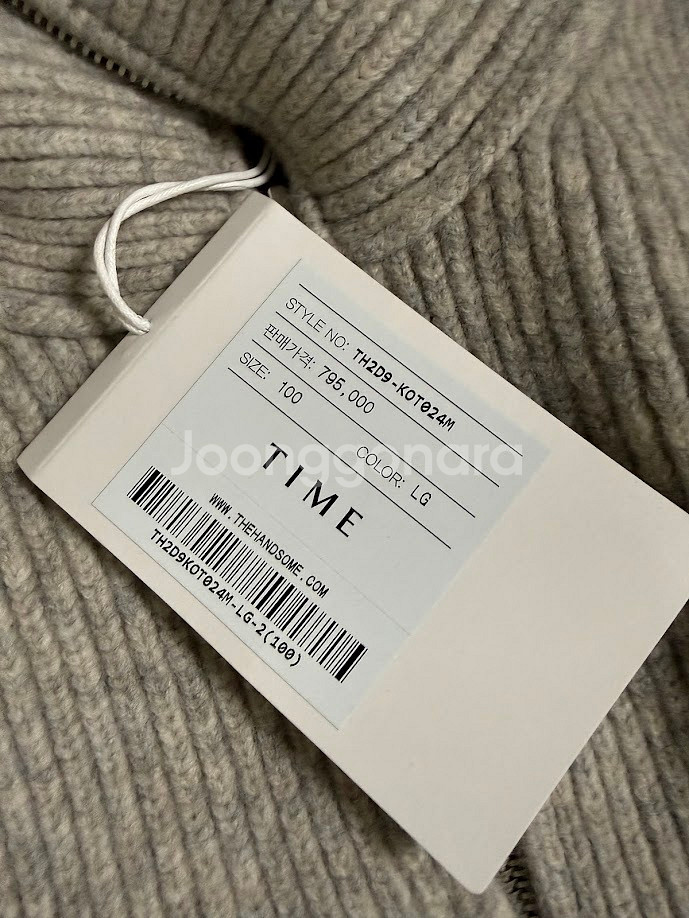 STYLE NO: TH2D9-KOT024M
판매가격: 795,000
SIZE: 100 COLOR: LG
TIME
WWW.THEHANDSOME.COM
TH2D9KOT024M-LG-2(100)
Joonggonara